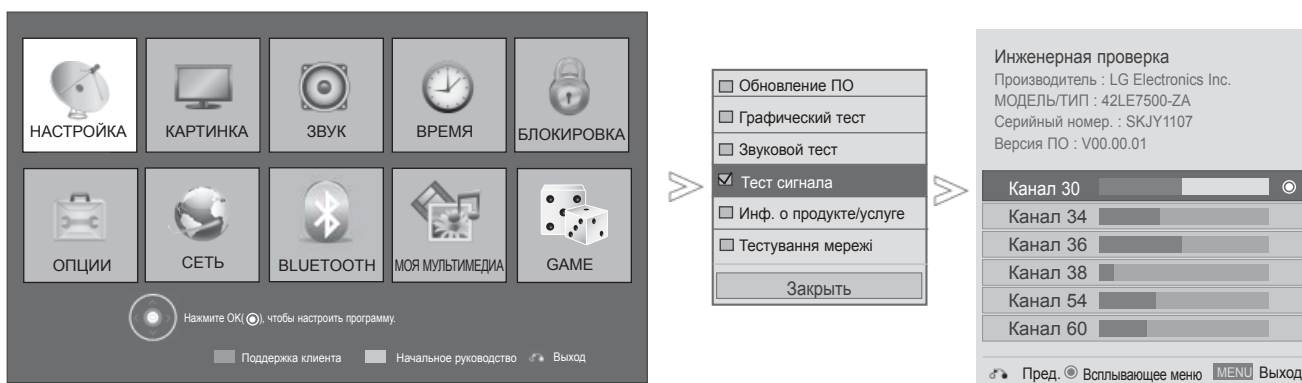 НАСТРОЙКА
КАРТИНКА
ЗВУК
ВРЕМЯ
БЛОКИРОВКА
ОПЦИИ
СЕТЬ
BLUETOOTH
МОЯ МУЛЬТИМЕДИА
GAME
Нажмите OK(◉), чтобы настроить программу.
Поддержка клиента Начальное руководство Выход
Обновление ПО
Графический тест
Звуковой тест
Тест сигнала
Инф. о продукте/услуге
Тестування мережі
Закрыть
Инженерная проверка
Производитель : LG Electronics Inc.
МОДЕЛЬ/ТИП : 42LE7500-ZA
Серийный номер. : SKJY1107
Версия ПО : V00.00.01
Канал 30
Канал 34
Канал 36
Канал 38
Канал 54
Канал 60
Пред. ◉ Всплывающее меню MENU Выход